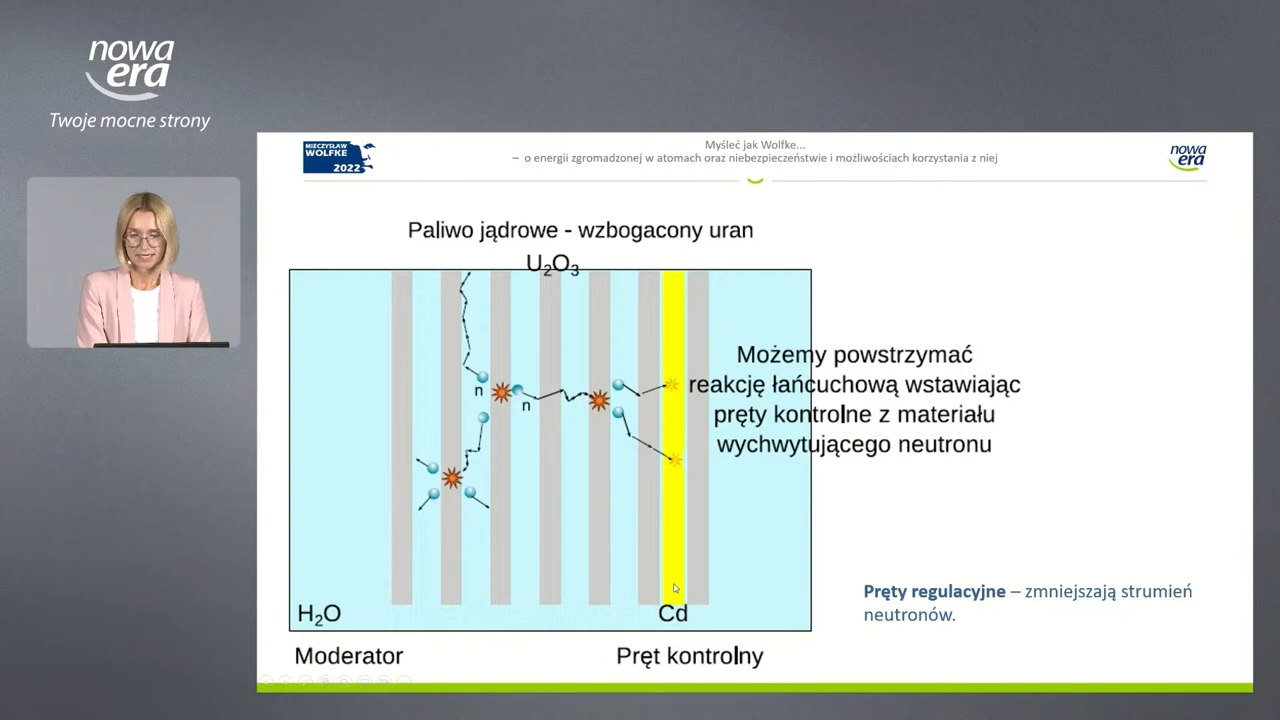 nowa
era
Twoje mocne strony
MIECZYSŁAW
WOLFKE
2022
Myśleć jak Wolfke...
– o energii zgromadzonej w atomach oraz niebezpieczeństwie i możliwościach korzystania z niej
nowa
era
Paliwo jądrowe - wzbogacony uran
U₂O₃
n
n
Możemy powstrzymać
reakcję łańcuchową wstawiając
pręty kontrolne z materiału
wychwytującego neutronu
Pręty regulacyjne – zmniejszają strumień
neutronów.
H₂O
Cd
Moderator
Pręt kontrolny